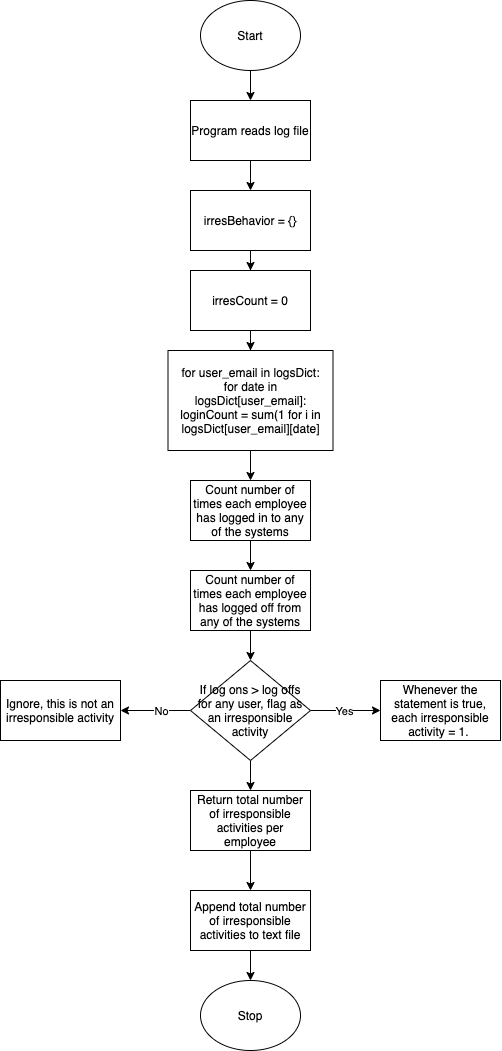 Start
Program reads log file
irresBehavior = {}
irresCount = 0
for user_email in logsDict:
for date in
logsDict[user_email]:
loginCount = sum(1 for i in
logsDict[user_email][date]
Count number of
times each employee
has logged in to any
of the systems
Count number of
times each employee
has logged off from
any of the systems
If log ons > log offs
for any user, flag as
an irresponsible
activity
No
Ignore, this is not an
irresponsible activity
Yes
Whenever the
statement is true,
each irresponsible
activity = 1.
Return total number
of irresponsible
activities per
employee
Append total number
of irresponsible
activities to text file
Stop